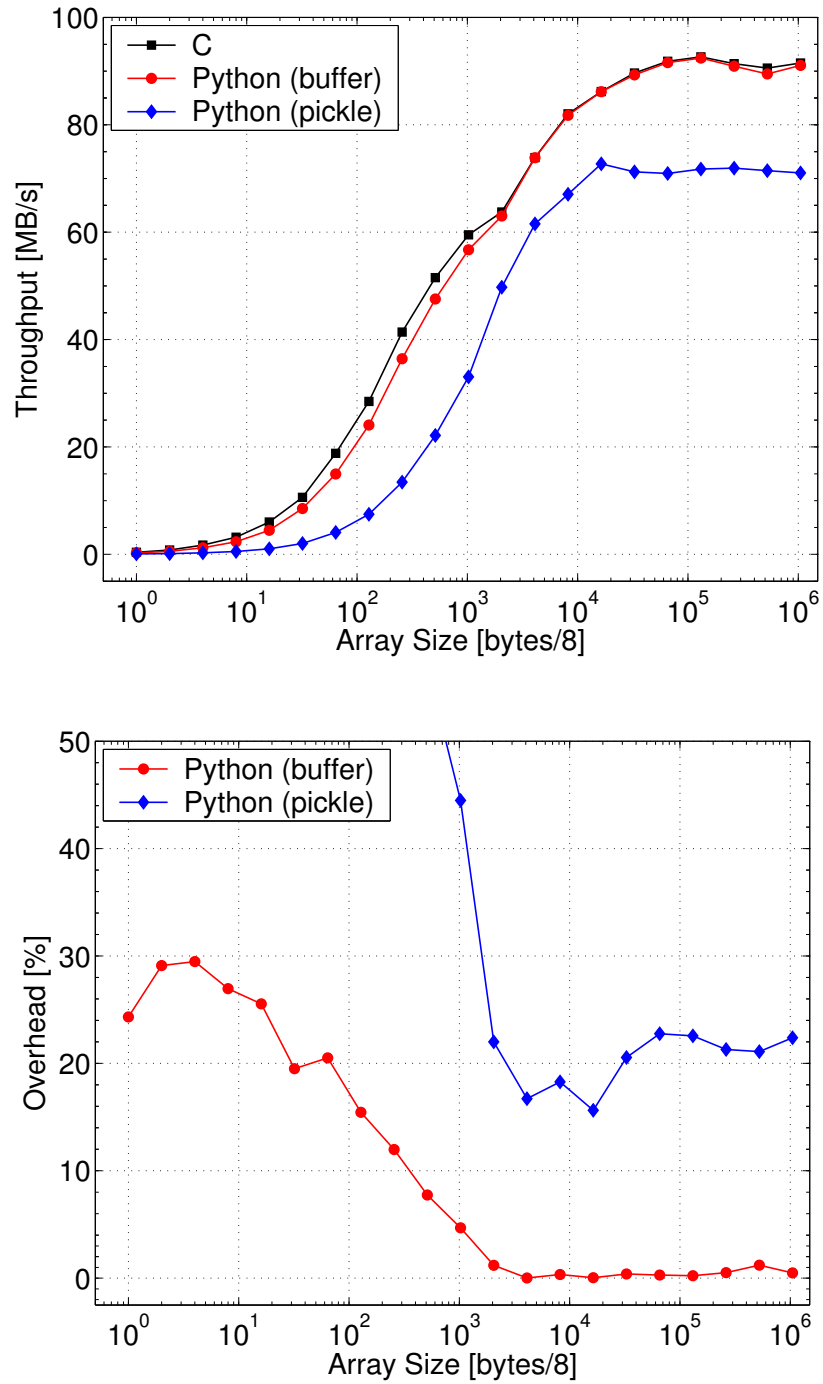 100
80
60
40
20
0
Throughput [MB/s]
C
Python (buffer)
Python (pickle)
10^0 10^1 10^2 10^3 10^4 10^5 10^6
Array Size [bytes/8]
50
40
30
20
10
0
Overhead [%]
Python (buffer)
Python (pickle)
10^0 10^1 10^2 10^3 10^4 10^5 10^6
Array Size [bytes/8]